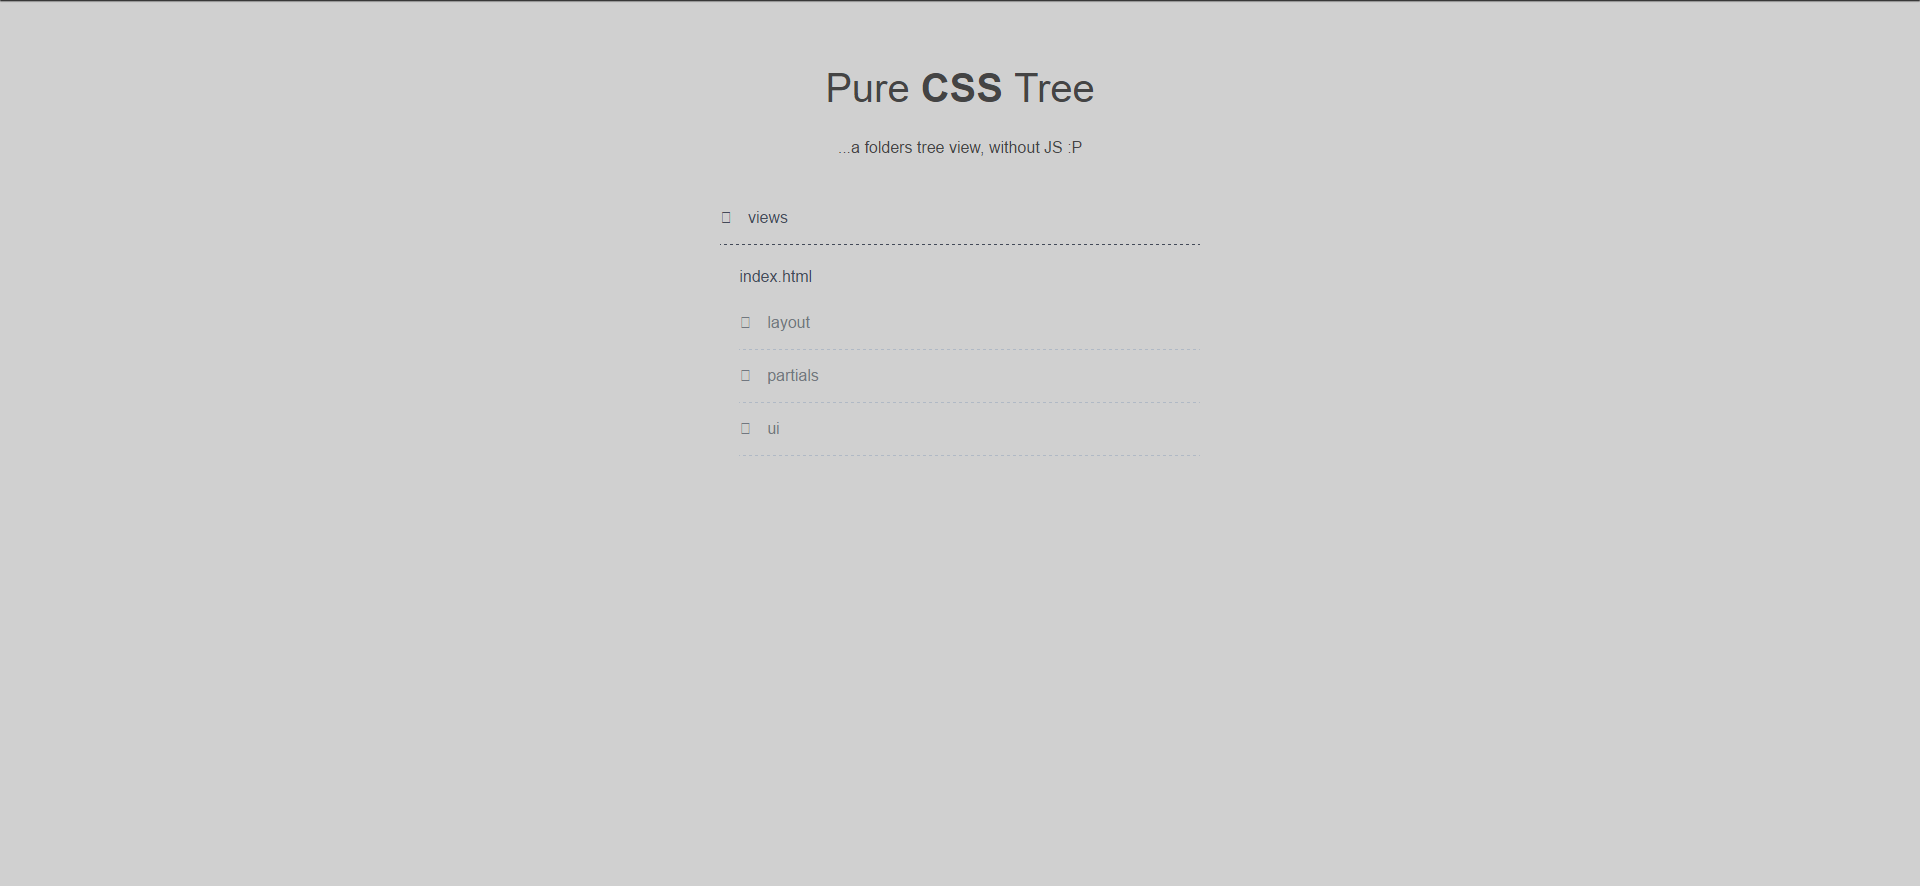 Pure CSS Tree
...a folders tree view, without JS :P
views
index.html
layout
partials
ui